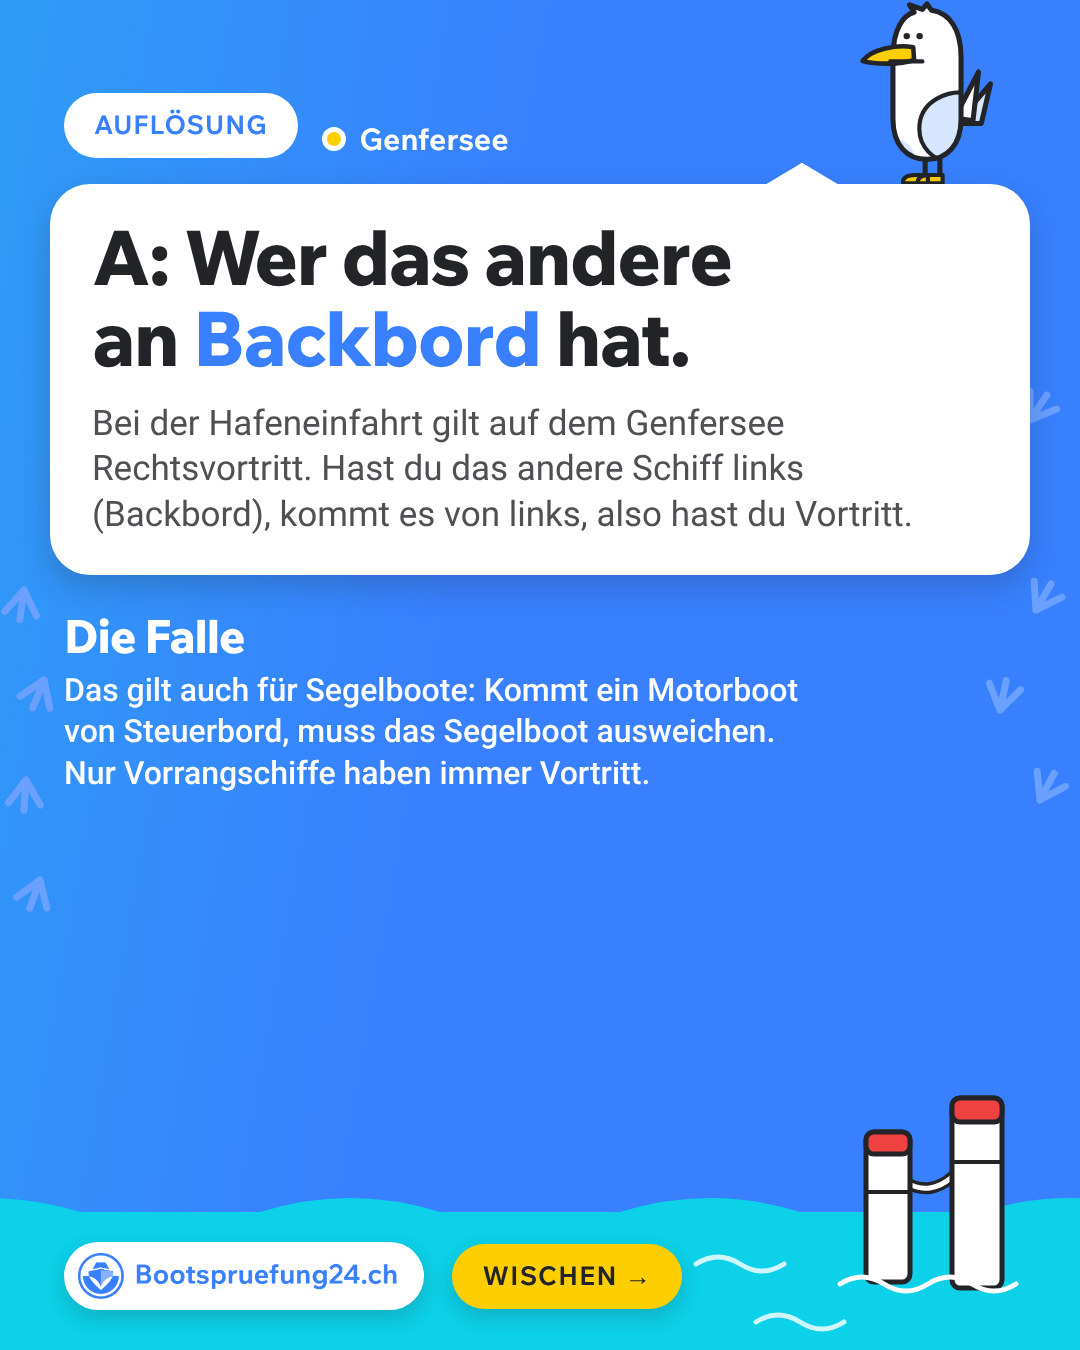 AUFLÖSUNG
Genfersee
A: Wer das andere
an Backbord hat.
Bei der Hafeneinfahrt gilt auf dem Genfersee
Rechtsvortritt. Hast du das andere Schiff links
(Backbord), kommt es von links, also hast du Vortritt.
Die Falle
Das gilt auch für Segelboote: Kommt ein Motorboot
von Steuerbord, muss das Segelboot ausweichen.
Nur Vorrangschiffe haben immer Vortritt.
Bootspruefung24.ch
WISCHEN →